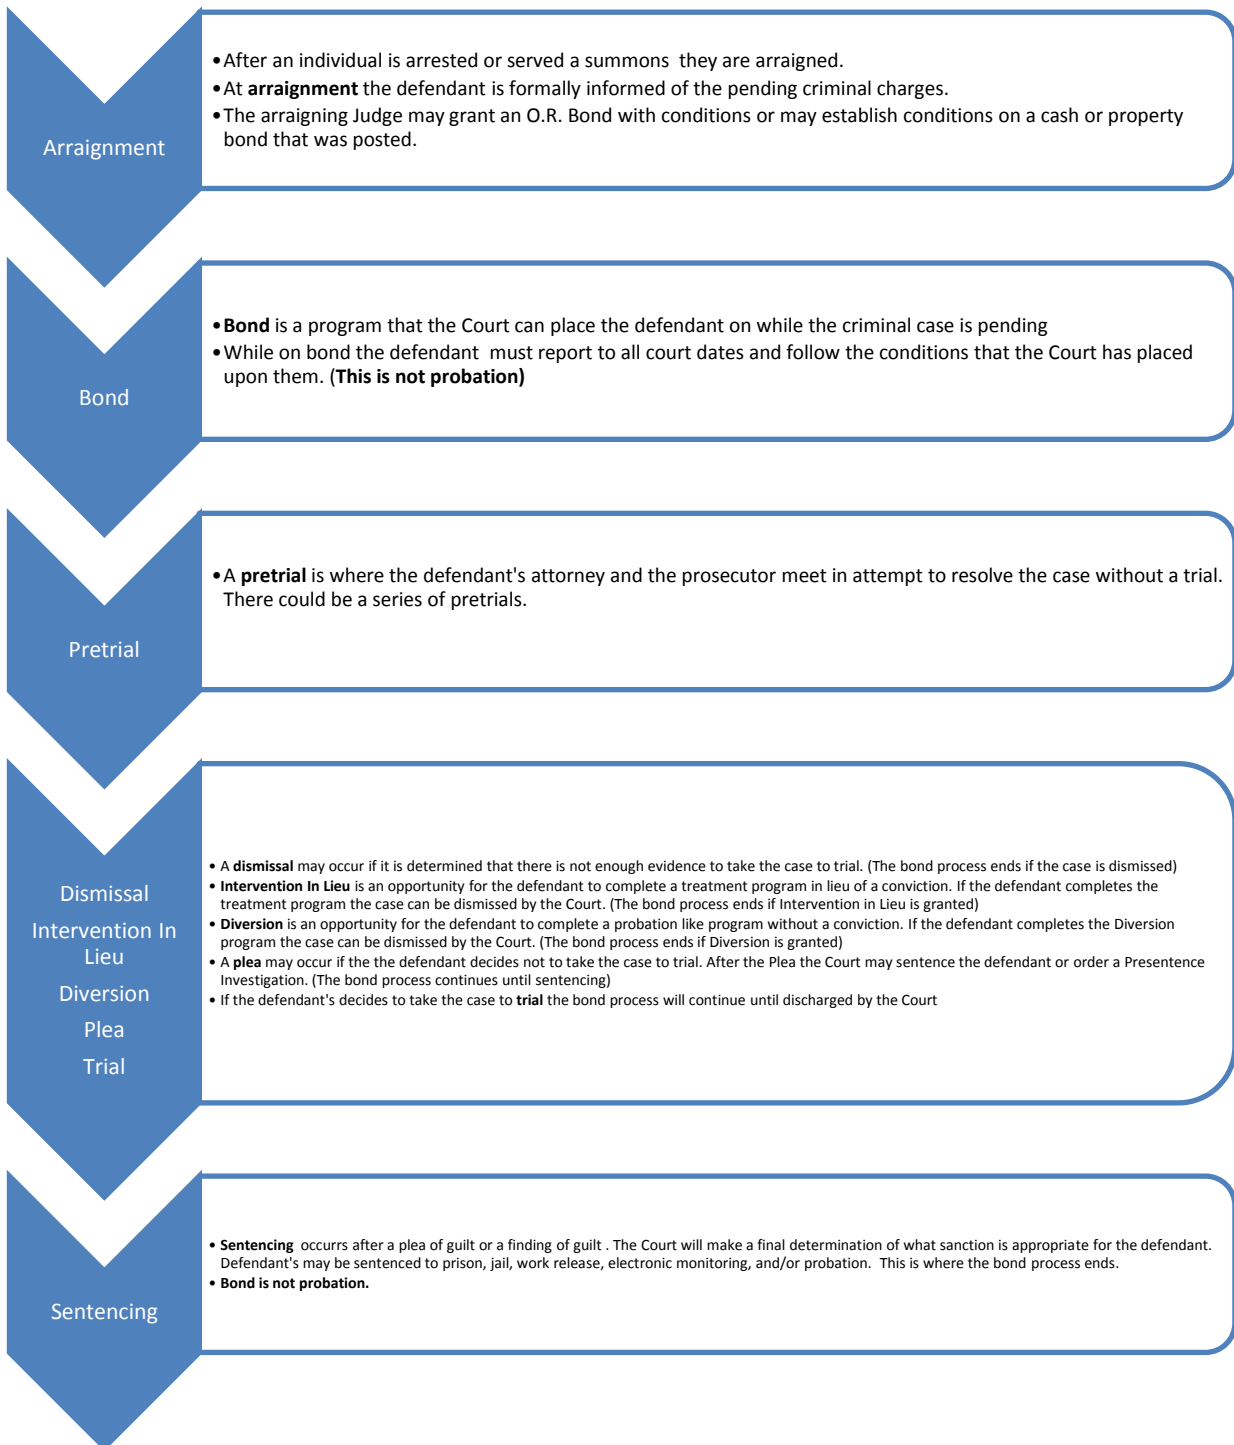 Arraignment
•After an individual is arrested or served a summons  they are arraigned.
•At arraignment the defendant is formally informed of the pending criminal charges.
•The arraigning Judge may grant an O.R. Bond with conditions or may establish conditions on a cash or property
bond that was posted.
Bond
•Bond is a program that the Court can place the defendant on while the criminal case is pending
•While on bond the defendant  must report to all court dates and follow the conditions that the Court has placed
upon them. (This is not probation)
Pretrial
•A pretrial is where the defendant's attorney and the prosecutor meet in attempt to resolve the case without a trial.
There could be a series of pretrials.
Dismissal
Intervention In
Lieu
Diversion
Plea
Trial
• A dismissal may occur if it is determined that there is not enough evidence to take the case to trial. (The bond process ends if the case is dismissed)
• Intervention In Lieu is an opportunity for the defendant to complete a treatment program in lieu of a conviction. If the defendant completes the
treatment program the case can be dismissed by the Court. (The bond process ends if Intervention in Lieu is granted)
• Diversion is an opportunity for the defendant to complete a probation like program without a conviction. If the defendant completes the Diversion
program the case can be dismissed by the Court. (The bond process ends if Diversion is granted)
• A plea may occur if the the defendant decides not to take the case to trial. After the Plea the Court may sentence the defendant or order a Presentence
Investigation. (The bond process continues until sentencing)
• If the defendant's decides to take the case to trial the bond process will continue until discharged by the Court
Sentencing
• Sentencing  occurrs after a plea of guilt or a finding of guilt . The Court will make a final determination of what sanction is appropriate for the defendant.
Defendant's may be sentenced to prison, jail, work release, electronic monitoring, and/or probation.  This is where the bond process ends.
• Bond is not probation.